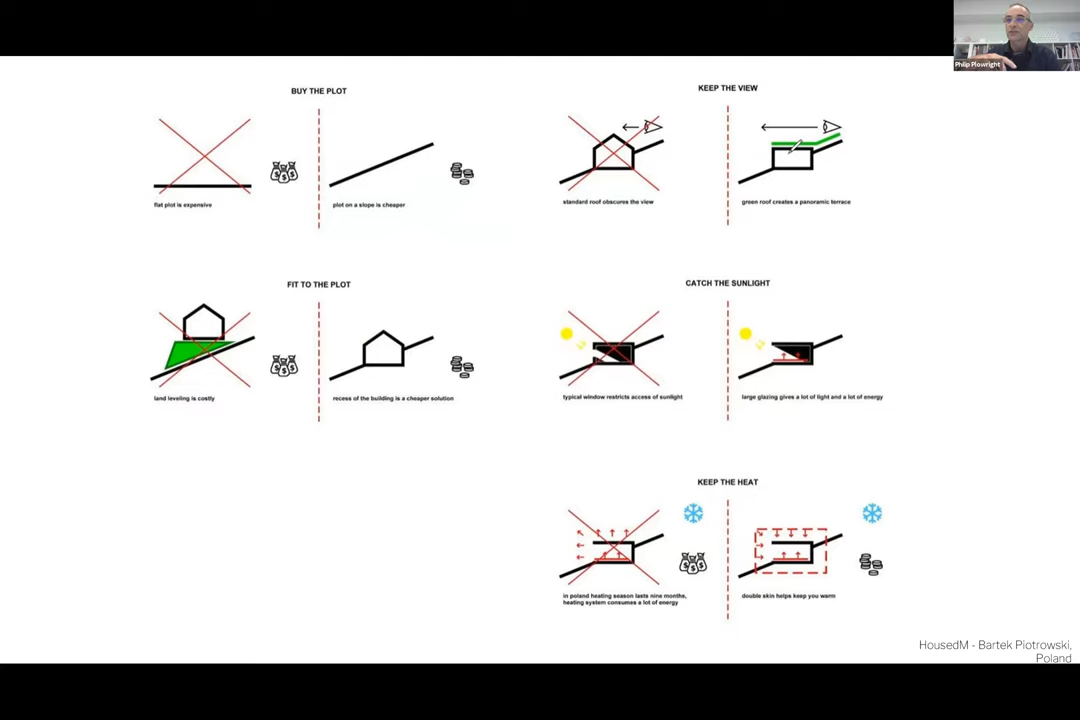 Philip Plowright
BUY THE PLOT
flat plot is expensive
plot on a slope is cheaper
KEEP THE VIEW
standard roof obscures the view
green roof creates a panoramic terrace
FIT TO THE PLOT
land leveling is costly
recess of the building is a cheaper solution
CATCH THE SUNLIGHT
typical window restricts access of sunlight
large glazing gives a lot of light and a lot of energy
KEEP THE HEAT
in poland heating season lasts nine months,
heating system consumes a lot of energy
double skin helps keep you warm
HousedM - Bartek Piotrowski,
Poland